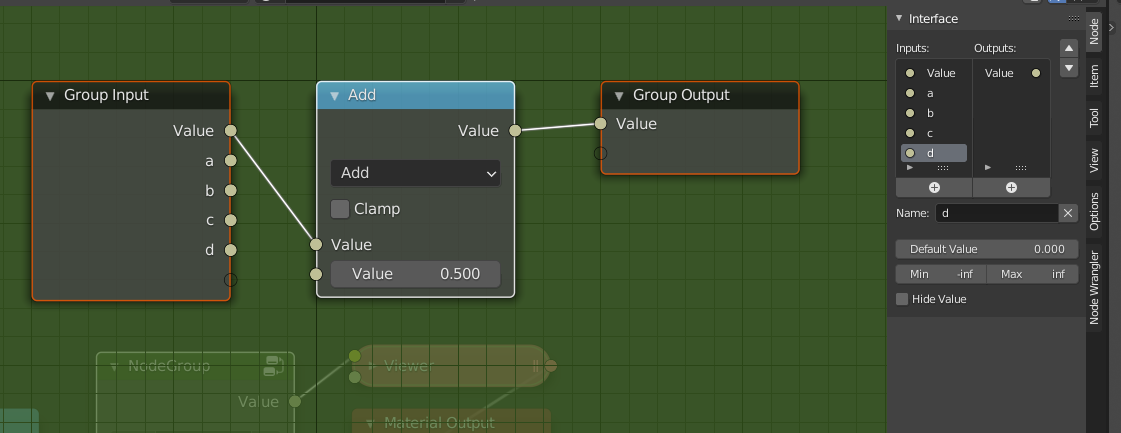 Group Input
Value
a
b
c
d
Add
Value
Add
Clamp
Value
Value 0.500
Group Output
Value
NodeGroup
Value
Viewer
Material Output
Interface
Inputs: Outputs:
Value Value
a
b
c
d
Name: d
Default Value 0.000
Min -inf Max inf
Hide Value
Node
Item
Tool
View
Options
Node Wrangler